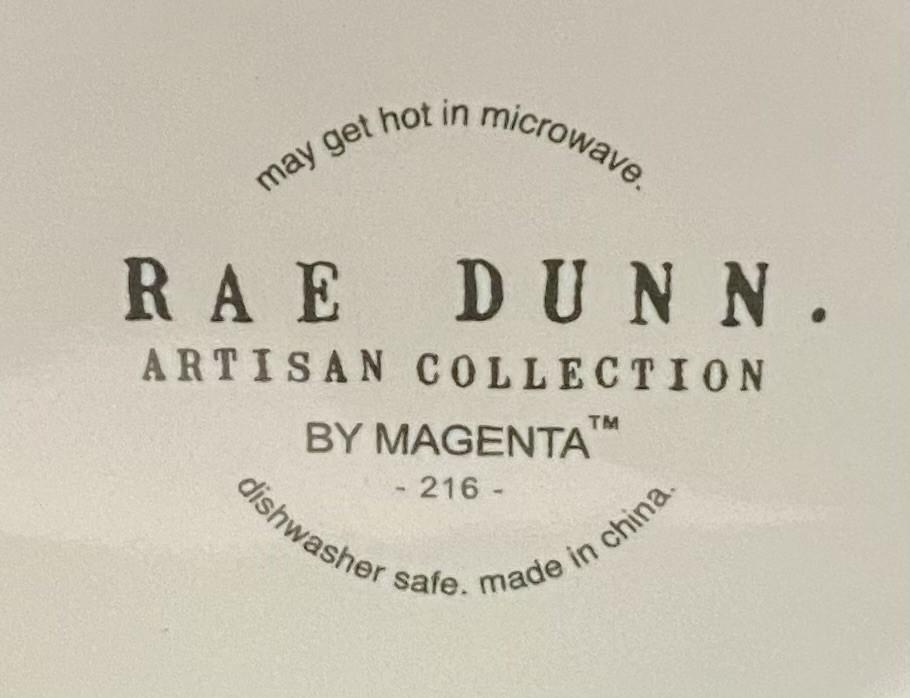 may get hot in microwave.
RAE DUNN.
ARTISAN COLLECTION
BY MAGENTA™
- 216 -
dishwasher safe. made in china.